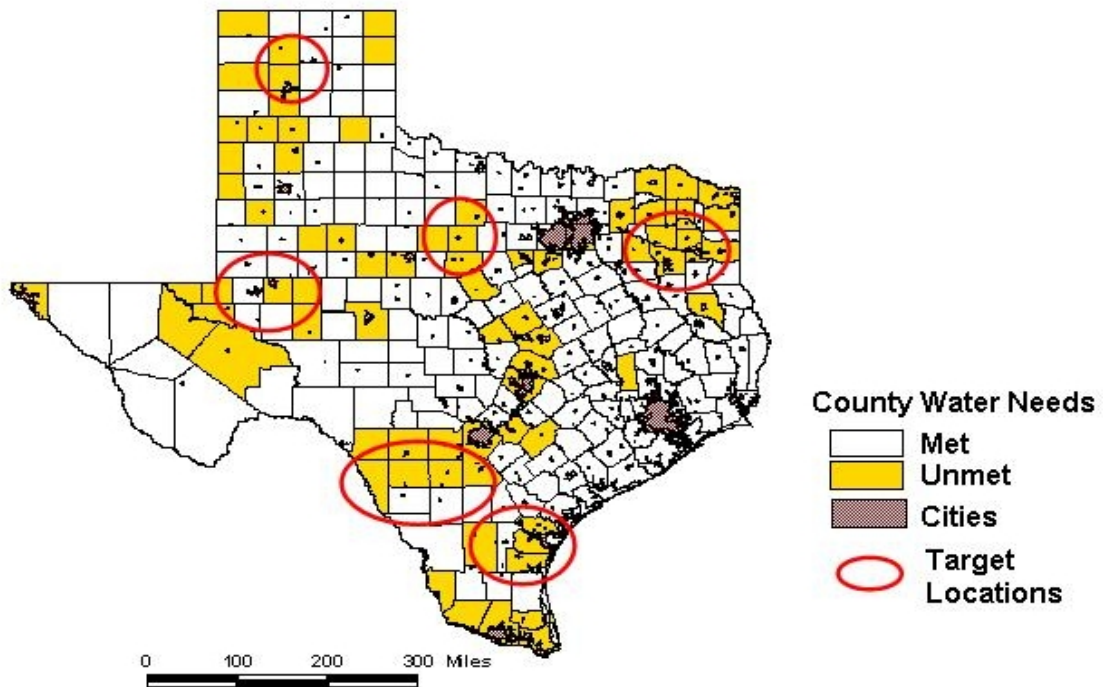 County Water Needs
Met
Unmet
Cities
Target
Locations
0 100 200 300 Miles